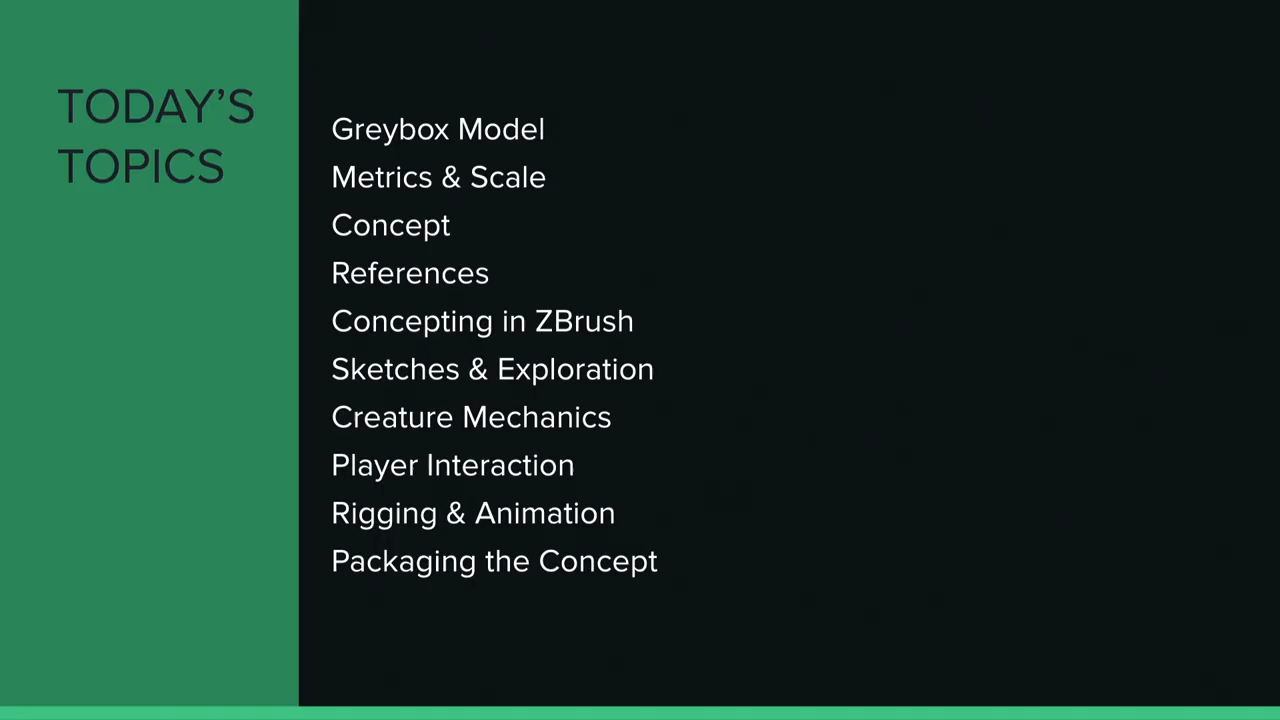 TODAY’S
TOPICS
Greybox Model
Metrics & Scale
Concept
References
Concepting in ZBrush
Sketches & Exploration
Creature Mechanics
Player Interaction
Rigging & Animation
Packaging the Concept